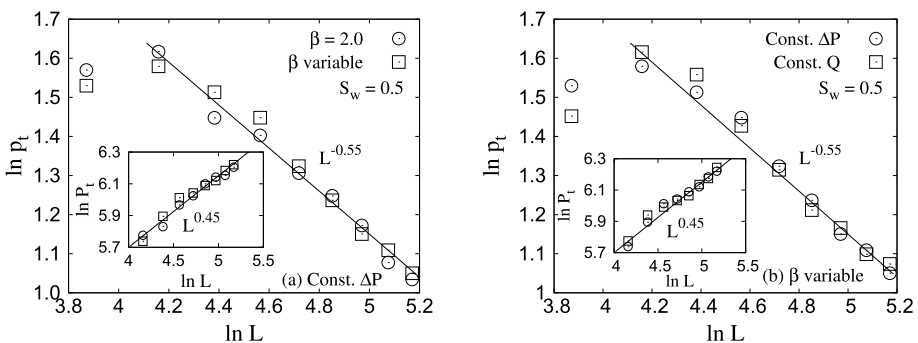 1.7
1.6
1.5
1.4
1.3
1.2
1.1
1.0
ln p_t
3.8 4 4.2 4.4 4.6 4.8 5 5.2
ln L
β = 2.0
β variable
S_w = 0.5
L^-0.55
6.3
6.1
5.9
5.7
ln P_t
L^0.45
4 4.5 5 5.5
ln L
(a) Const. ΔP
1.7
1.6
1.5
1.4
1.3
1.2
1.1
1
ln p_t
3.8 4 4.2 4.4 4.6 4.8 5 5.2
ln L
Const. ΔP
Const. Q
S_w = 0.5
L^-0.55
6.3
6.1
5.9
5.7
ln P_t
L^0.45
4 4.5 5 5.5
ln L
(b) β variable